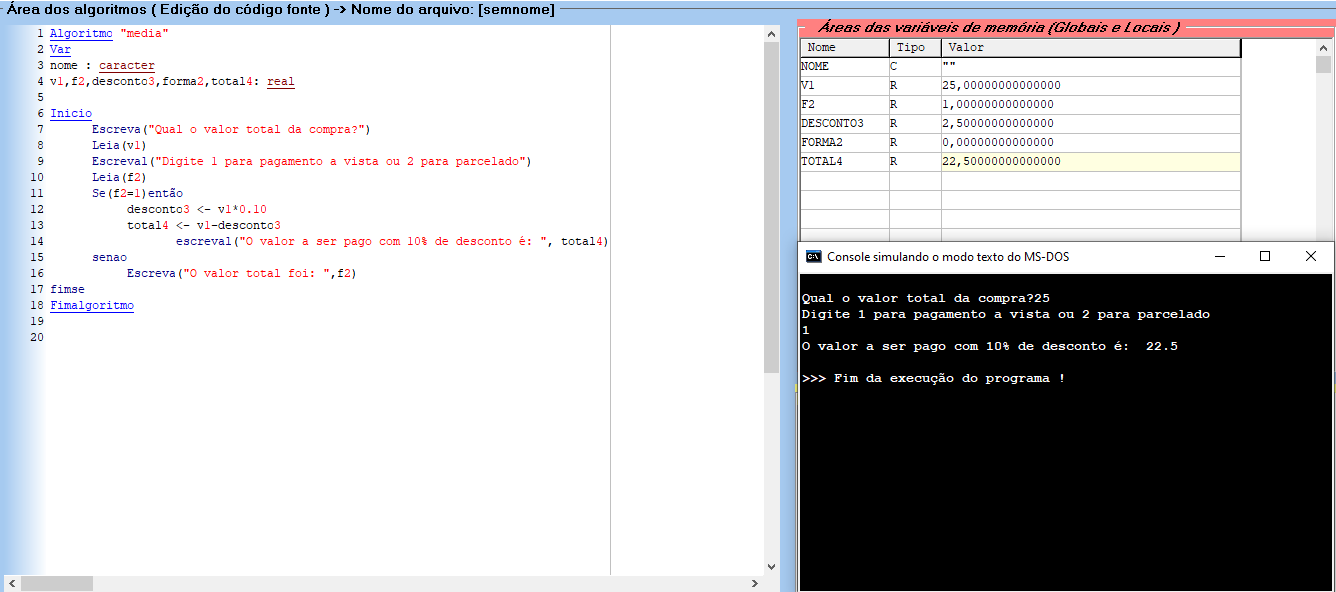 Área dos algoritmos ( Edição do código fonte ) -> Nome do arquivo: [semnome]
1 Algoritmo "media"
2 Var
3 nome : caracter
4 v1,f2,desconto3,forma2,total4: real
5
6 Inicio
7 Escreva("Qual o valor total da compra?")
8 Leia(v1)
9 Escreval("Digite 1 para pagamento a vista ou 2 para parcelado")
10 Leia(f2)
11 Se(f2=1)então
12 desconto3 <- v1*0.10
13 total4 <- v1-desconto3
14 escreval("O valor a ser pago com 10% de desconto é: ", total4)
15 senao
16 Escreva("O valor total foi: ",f2)
17 fimse
18 Fimalgoritmo
19
20
Áreas das variáveis de memória (Globais e Locais )
Nome Tipo Valor
NOME C ""
V1 R 25,00000000000000
F2 R 1,00000000000000
DESCONTO3 R 2,50000000000000
FORMA2 R 0,00000000000000
TOTAL4 R 22,50000000000000
Console simulando o modo texto do MS-DOS
Qual o valor total da compra?25
Digite 1 para pagamento a vista ou 2 para parcelado
1
O valor a ser pago com 10% de desconto é:  22.5
>>> Fim da execução do programa !